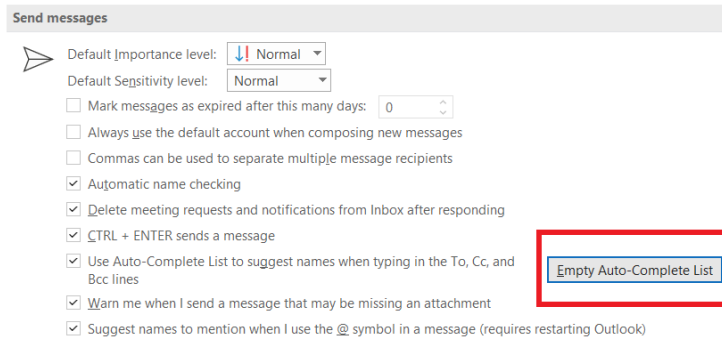 Send messages
Default Importance level: Normal
Default Sensitivity level: Normal
Mark messages as expired after this many days: 0
Always use the default account when composing new messages
Commas can be used to separate multiple message recipients
Automatic name checking
Delete meeting requests and notifications from Inbox after responding
CTRL + ENTER sends a message
Use Auto-Complete List to suggest names when typing in the To, Cc, and
Bcc lines
Empty Auto-Complete List
Warn me when I send a message that may be missing an attachment
Suggest names to mention when I use the @ symbol in a message (requires restarting Outlook)